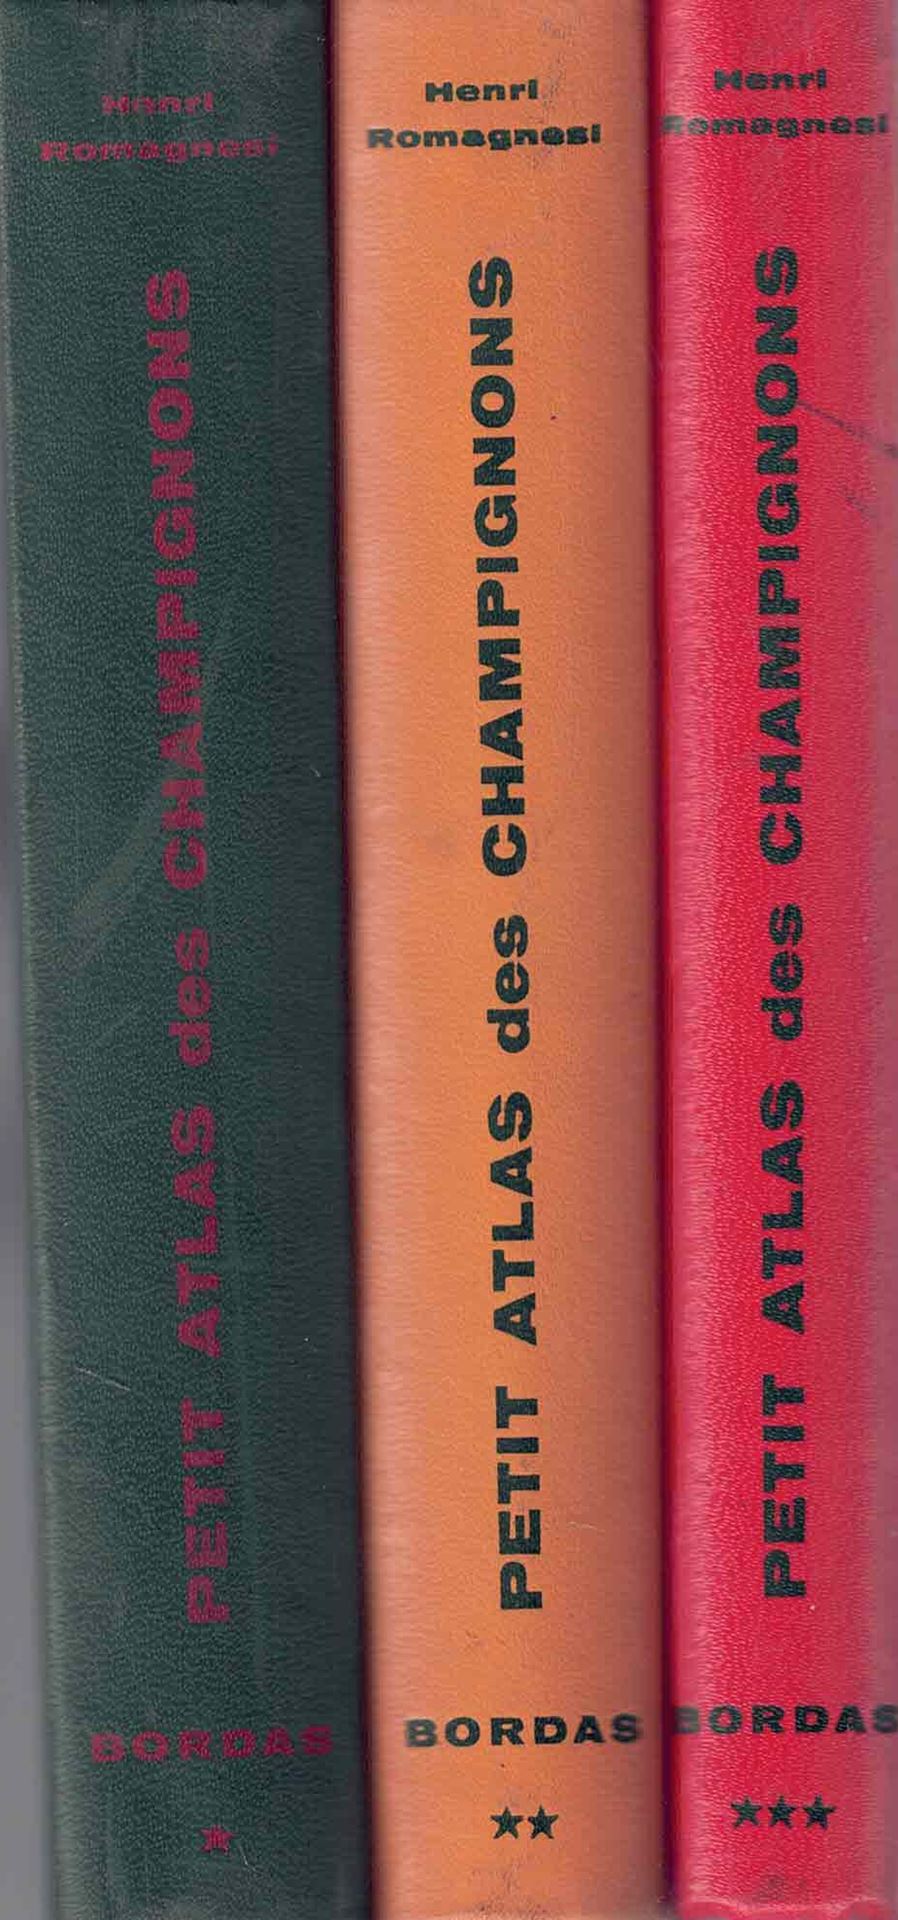 Henri
Romagnesi
PETIT ATLAS des CHAMPIGNONS
BORDAS
★
Henri
Romagnesi
PETIT ATLAS des CHAMPIGNONS
BORDAS
★★
Henri
Romagnesi
PETIT ATLAS des CHAMPIGNONS
BORDAS
★★★